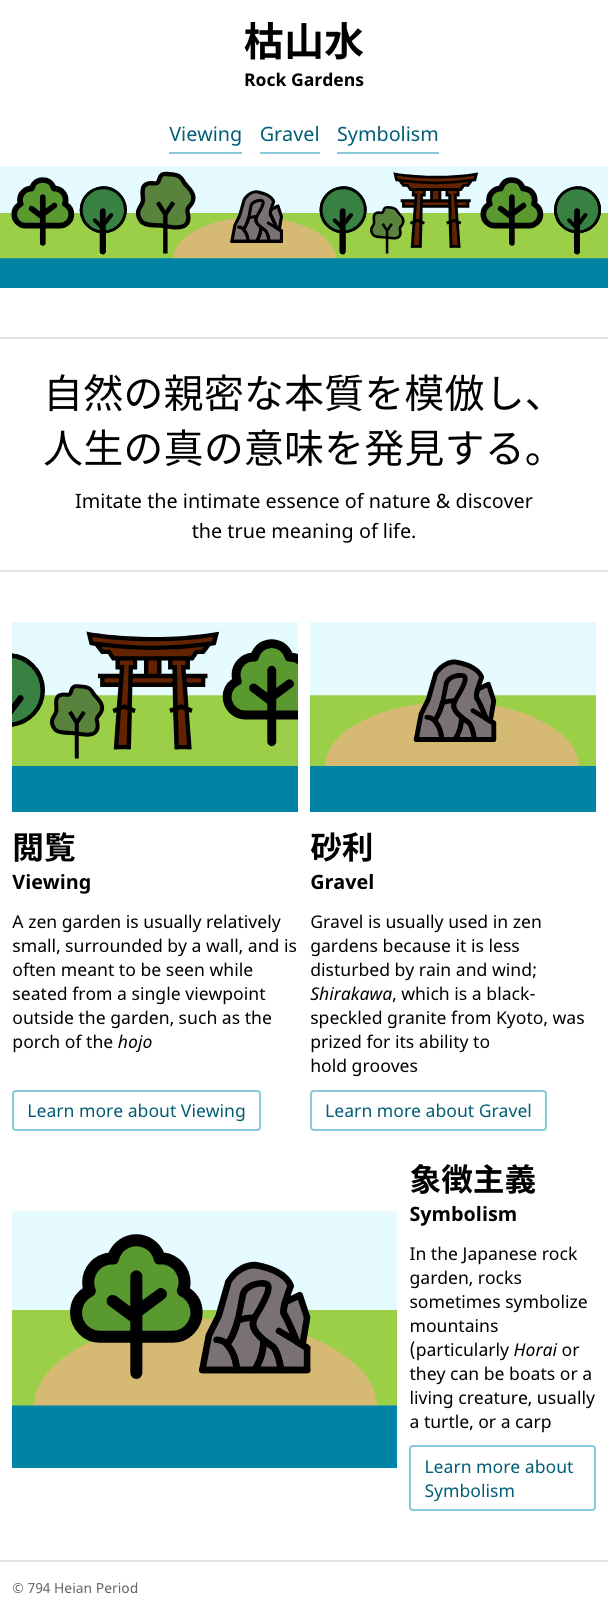 枯山水
Rock Gardens
Viewing Gravel Symbolism
自然の親密な本質を模倣し、
人生の真の意味を発見する。
Imitate the intimate essence of nature & discover
the true meaning of life.
閲覧
Viewing
A zen garden is usually relatively
small, surrounded by a wall, and is
often meant to be seen while
seated from a single viewpoint
outside the garden, such as the
porch of the hojo
Learn more about Viewing
砂利
Gravel
Gravel is usually used in zen
gardens because it is less
disturbed by rain and wind;
Shirakawa, which is a black-
speckled granite from Kyoto, was
prized for its ability to
hold grooves
Learn more about Gravel
象徴主義
Symbolism
In the Japanese rock
garden, rocks
sometimes symbolize
mountains
(particularly Horai or
they can be boats or a
living creature, usually
a turtle, or a carp
Learn more about
Symbolism
© 794 Heian Period